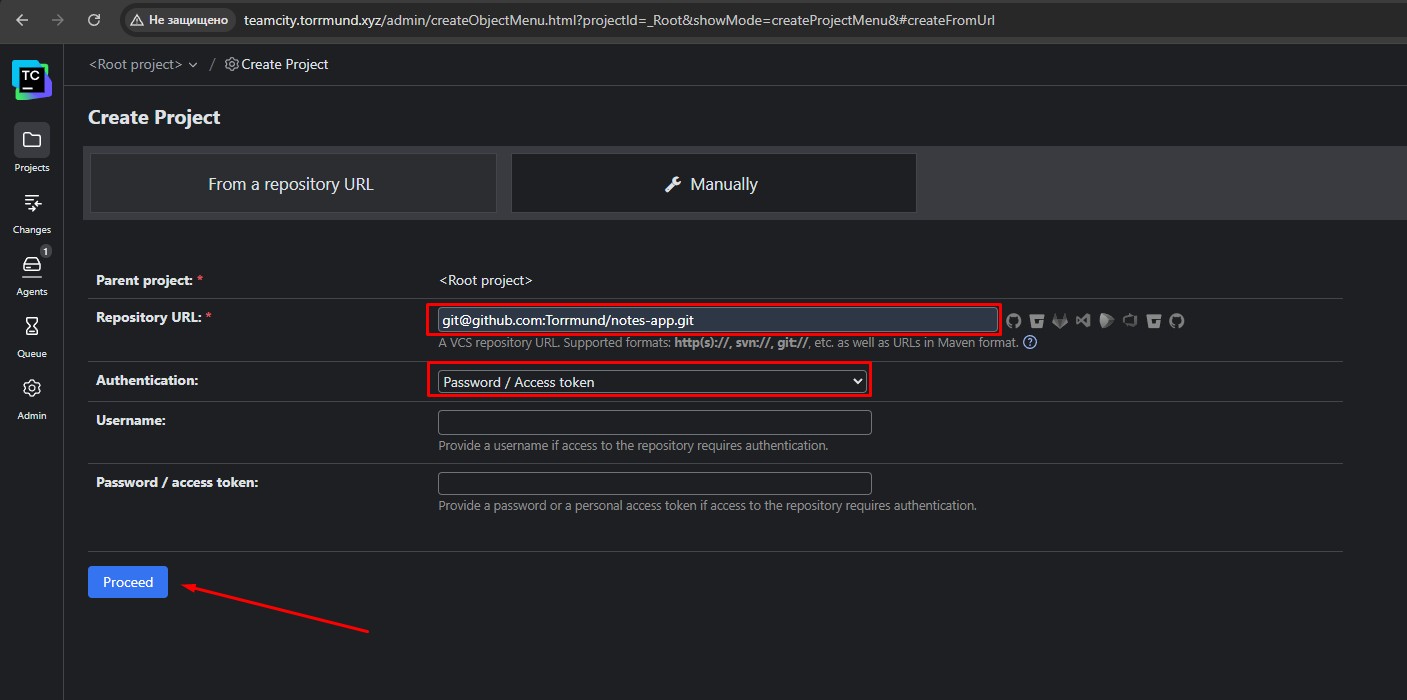 Не защищено teamcity.torrmund.xyz/admin/createObjectMenu.html?projectId=_Root&showMode=createProjectMenu&#createFromUrl
TC
<Root project> / Create Project
Create Project
Projects
From a repository URL
Manually
Changes
1
Agents
Parent project: * <Root project>
Repository URL: * git@github.com:Torrmund/notes-app.git
A VCS repository URL. Supported formats: http(s)://, svn://, git://, etc. as well as URLs in Maven format. ?
Queue
Authentication: Password / Access token
Admin
Username:
Provide a username if access to the repository requires authentication.
Password / access token:
Provide a password or a personal access token if access to the repository requires authentication.
Proceed